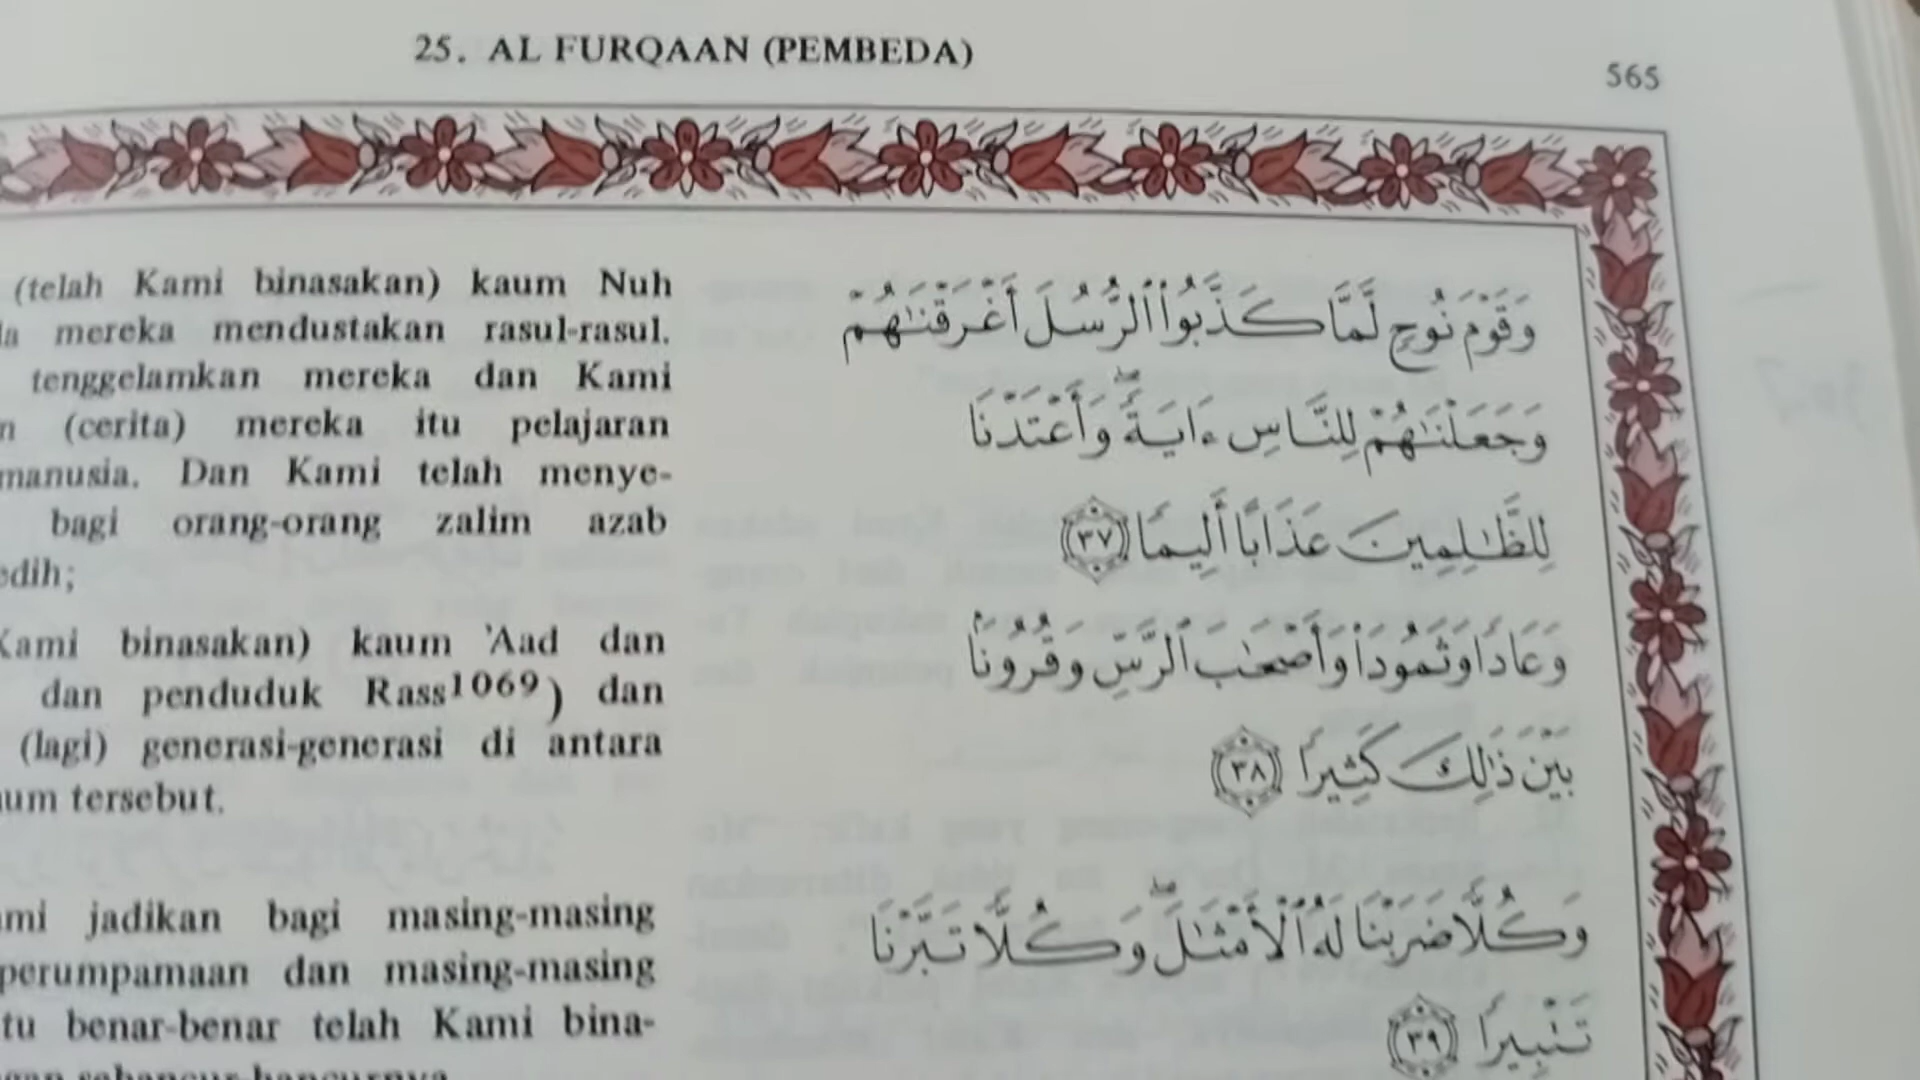 25. AL FURQAAN (PEMBEDA)
565
(telah Kami binasakan) kaum Nuh
mereka mendustakan rasul-rasul.
tenggelamkan mereka dan Kami
(cerita) mereka itu pelajaran
manusia. Dan Kami telah menye-
bagi orang-orang zalim azab
edih;
Kami binasakan) kaum 'Aad dan
dan penduduk Rass1069) dan
(lagi) generasi-generasi di antara
um tersebut.
mi jadikan bagi masing-masing
perumpamaan dan masing-masing
tu benar-benar telah Kami bina-
وَقَوْمَ نُوحٍ لَّمَّا كَذَّبُوا۟ ٱلرُّسُلَ أَغْرَقْنَٰهُمْ
وَجَعَلْنَٰهُمْ لِلنَّاسِ ءَايَةً ۖ وَأَعْتَدْنَا
لِلظَّٰلِمِينَ عَذَابًا أَلِيمًا ٣٧
وَعَادًا وَثَمُودَا۟ وَأَصْحَٰبَ ٱلرَّسِّ وَقُرُونًۢا
بَيْنَ ذَٰلِكَ كَثِيرًا ٣٨
وَكُلًّا ضَرَبْنَا لَهُ ٱلْأَمْثَٰلَ ۖ وَكُلًّا تَبَّرْنَا
تَتْبِيرًا ٣٩